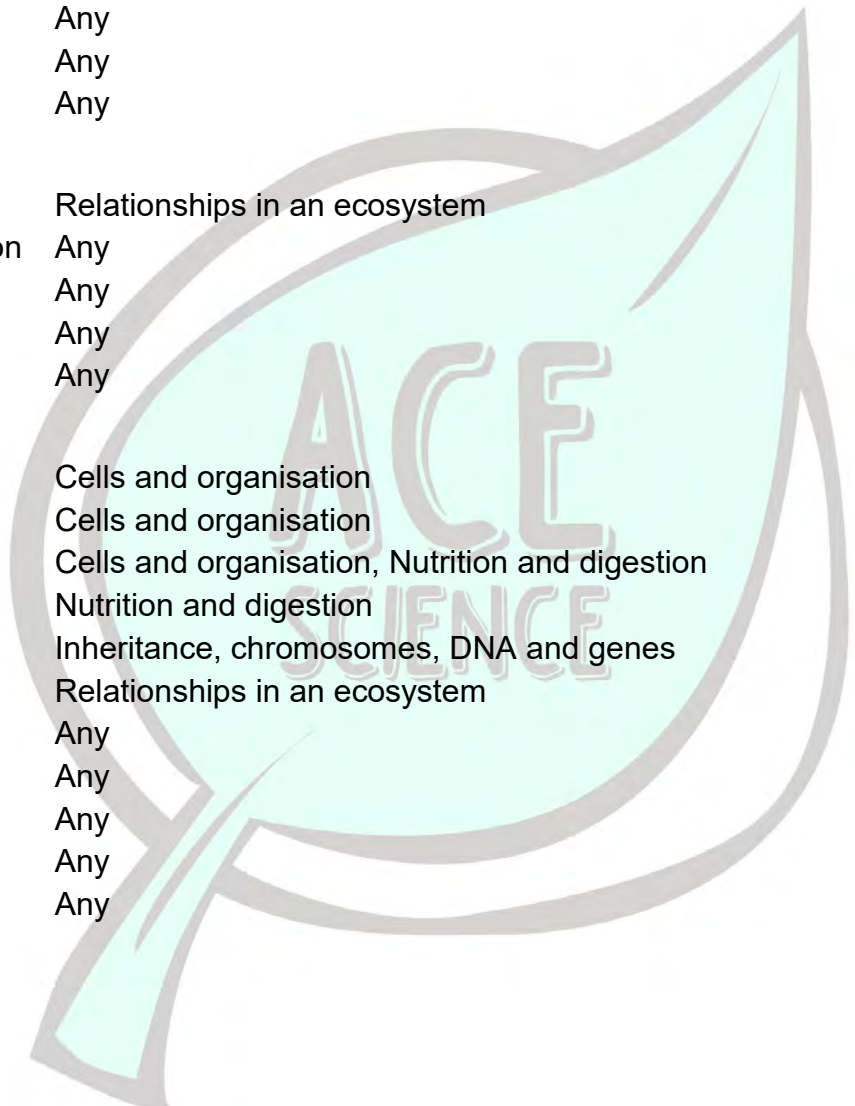 Any
Any
Any
Relationships in an ecosystem
on Any
Any
Any
Any
Cells and organisation
Cells and organisation
Cells and organisation, Nutrition and digestion
Nutrition and digestion
Inheritance, chromosomes, DNA and genes
Relationships in an ecosystem
Any
Any
Any
Any
Any
ACE
SCIENCE